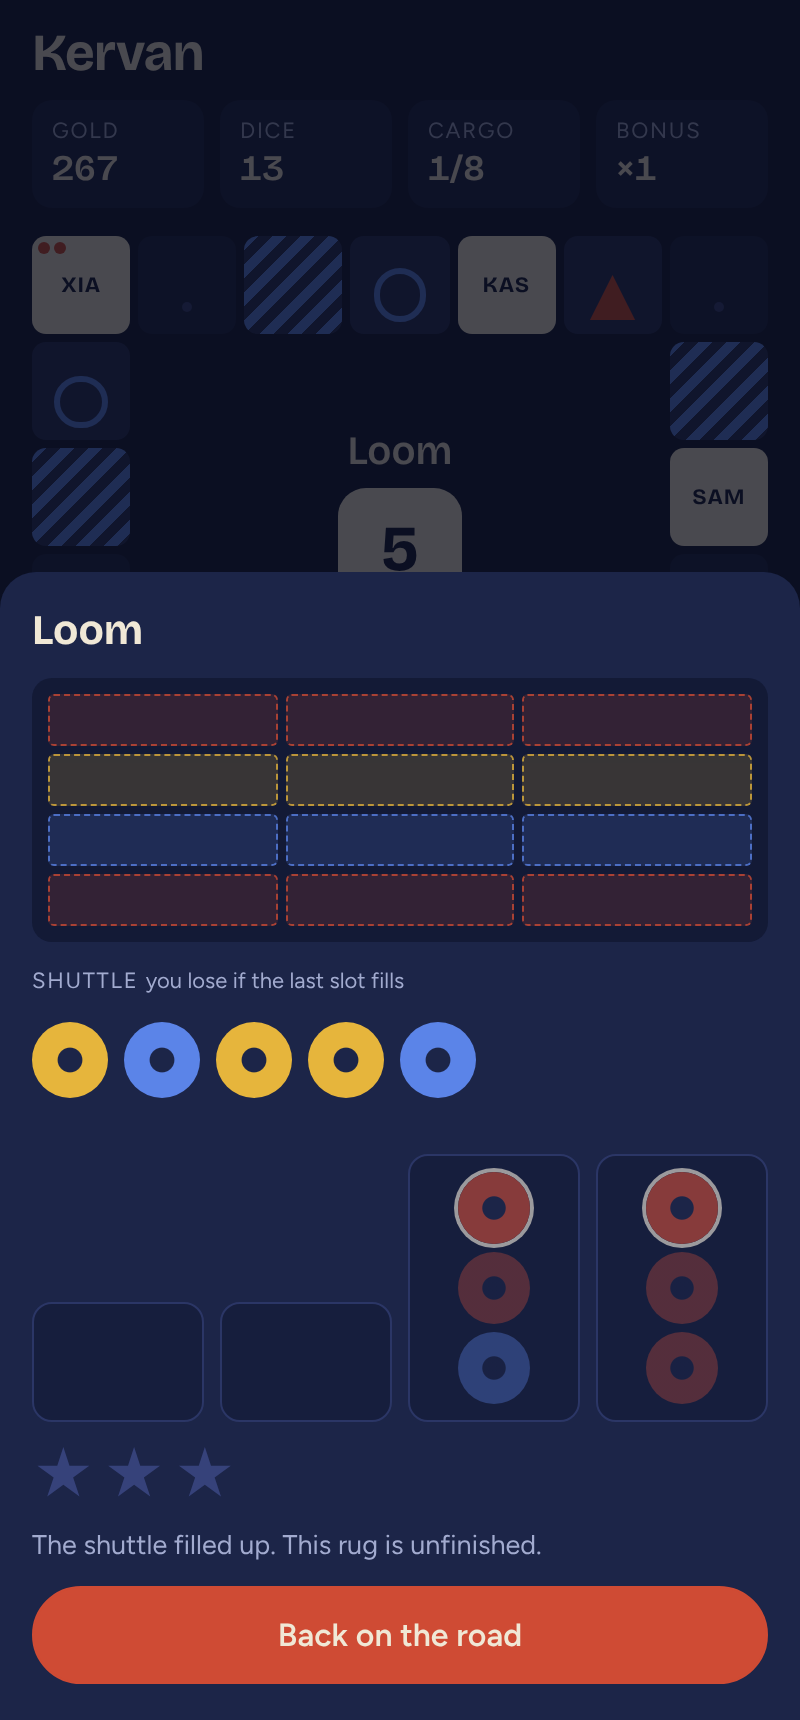 Kervan
GOLD DICE CARGO BONUS
267 13 1/8 ×1
XIA KAS
SAM
Loom
5
Loom
SHUTTLE you lose if the last slot fills
The shuttle filled up. This rug is unfinished.
Back on the road